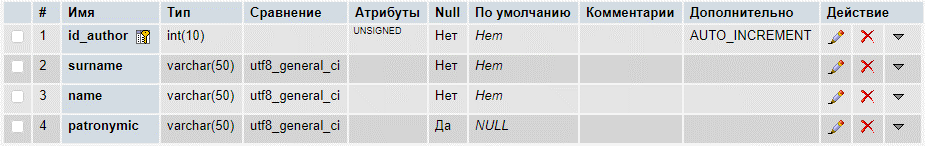 # Имя Тип Сравнение Атрибуты Null По умолчанию Комментарии Дополнительно Действие
1 id_author int(10) UNSIGNED Нет Нет AUTO_INCREMENT
2 surname varchar(50) utf8_general_ci Нет Нет
3 name varchar(50) utf8_general_ci Нет Нет
4 patronymic varchar(50) utf8_general_ci Да NULL